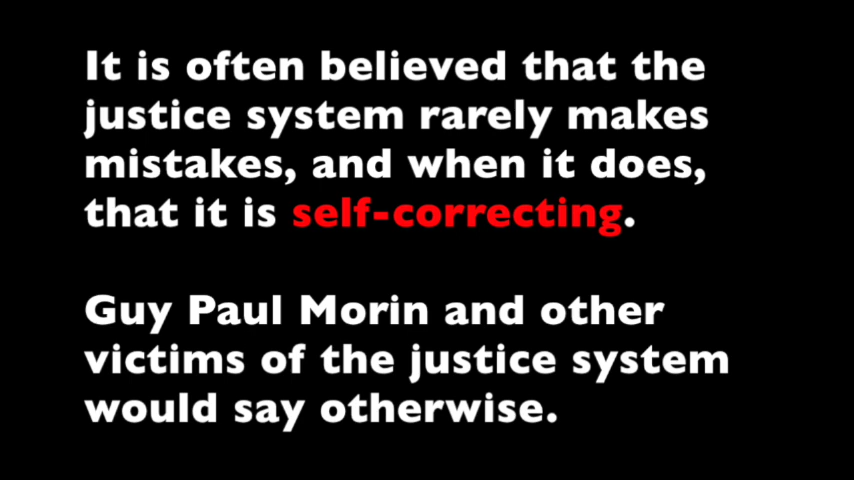 It is often believed that the
justice system rarely makes
mistakes, and when it does,
that it is self-correcting.
Guy Paul Morin and other
victims of the justice system
would say otherwise.